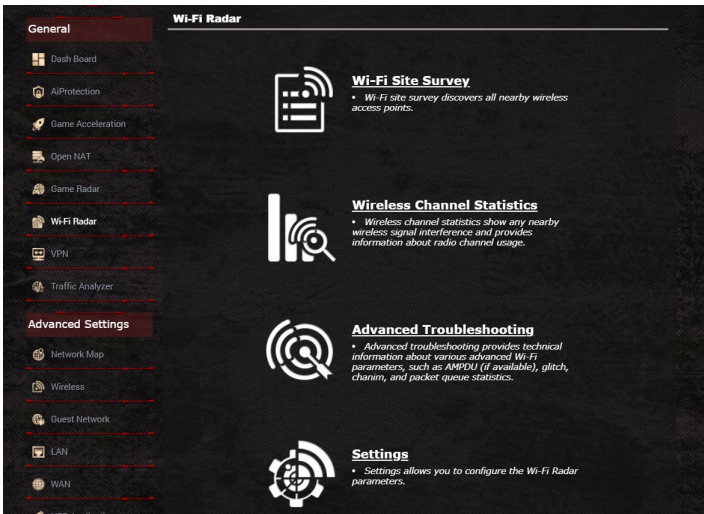 General
Dash Board
AiProtection
Game Acceleration
Open NAT
Game Radar
Wi-Fi Radar
VPN
Traffic Analyzer
Advanced Settings
Network Map
Wireless
Guest Network
LAN
WAN
Wi-Fi Radar
Wi-Fi Site Survey
• Wi-Fi site survey discovers all nearby wireless
access points.
Wireless Channel Statistics
• Wireless channel statistics show any nearby
wireless signal interference and provides
information about radio channel usage.
Advanced Troubleshooting
• Advanced troubleshooting provides technical
information about various advanced Wi-Fi
parameters, such as AMPDU (if available), glitch,
chanim, and packet queue statistics.
Settings
• Settings allows you to configure the Wi-Fi Radar
parameters.